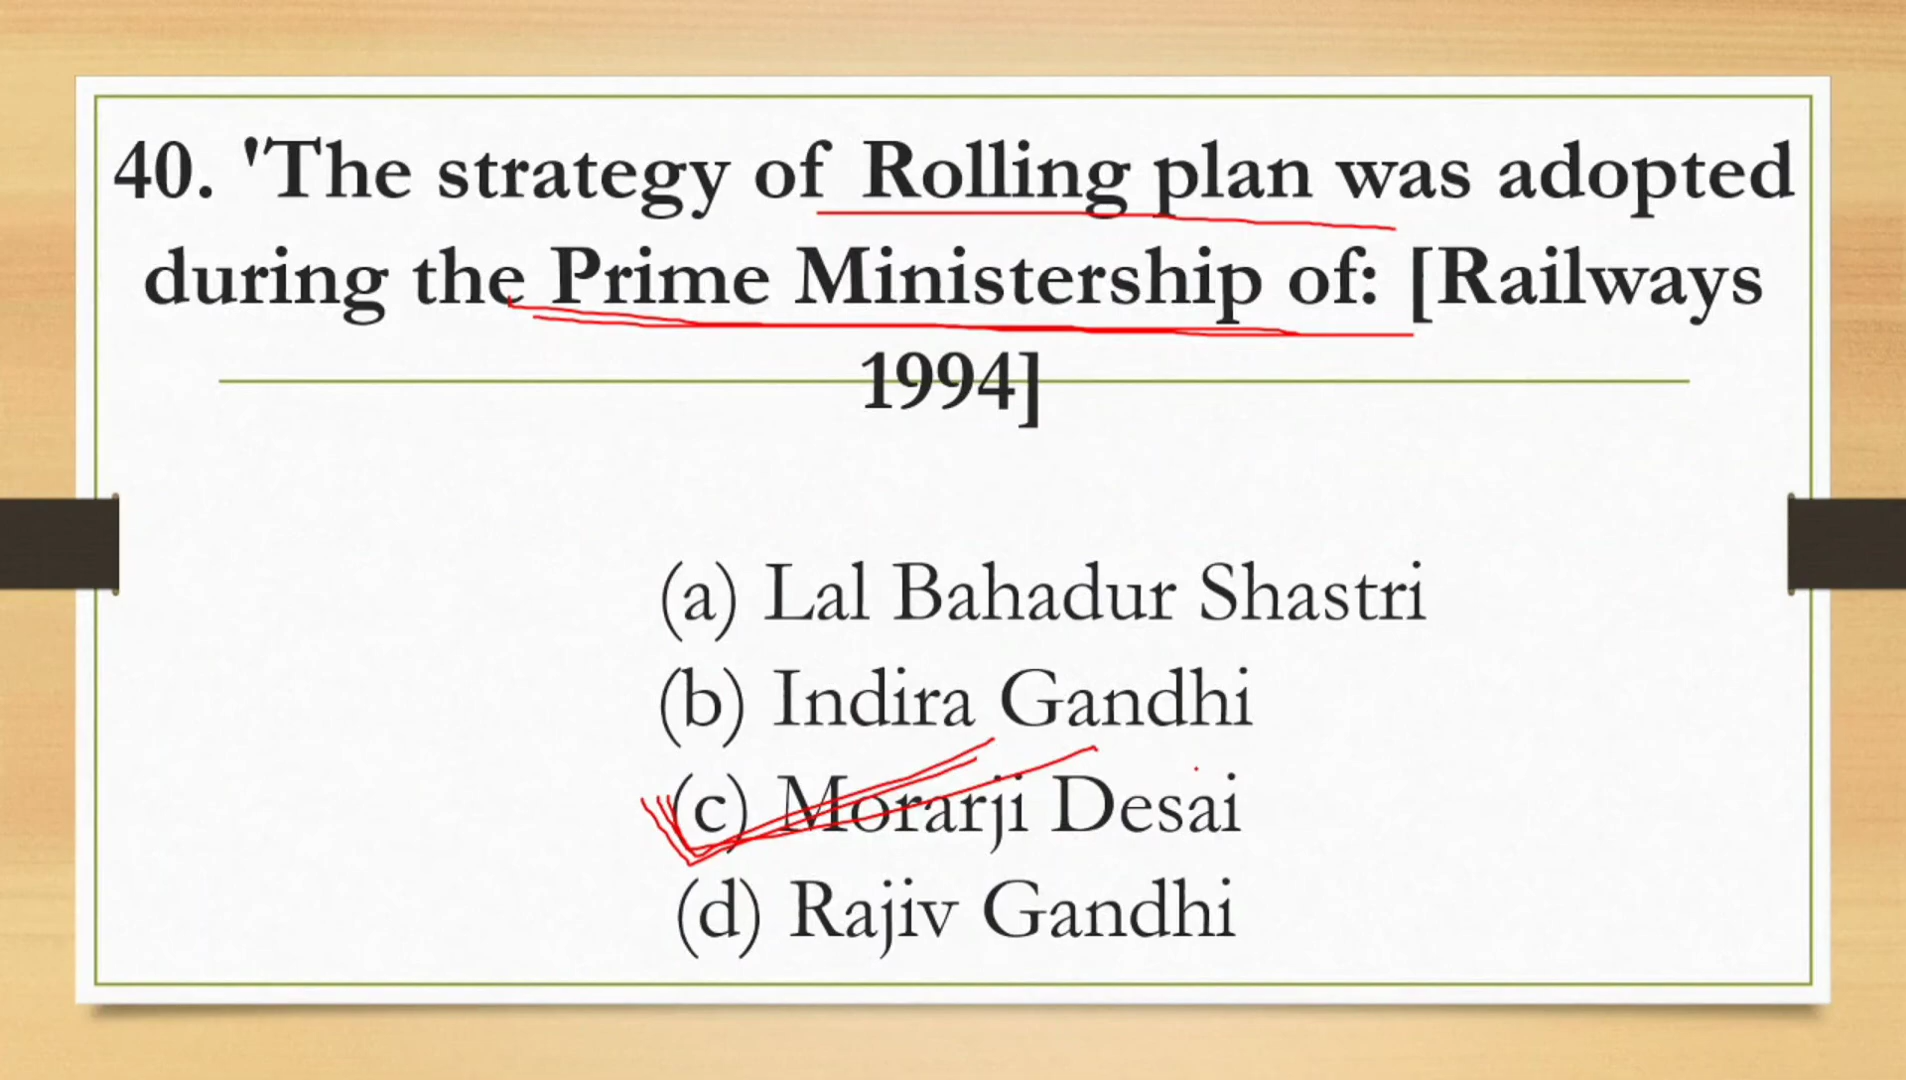 40. 'The strategy of Rolling plan was adopted
during the Prime Ministership of: [Railways
1994]
(a) Lal Bahadur Shastri
(b) Indira Gandhi
(c) Morarji Desai
(d) Rajiv Gandhi